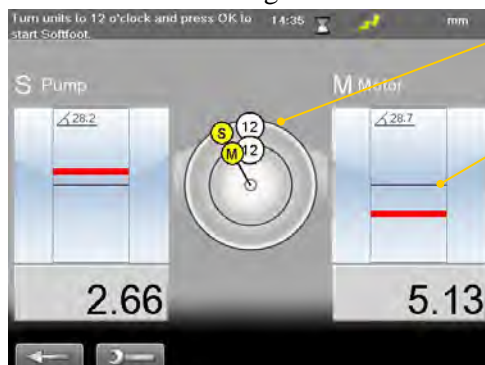 Turn units to 12 o'clock and press OK to start Softfoot.
14:35
mm
S Pump
M Motor
28.2
28.7
S
12
M
12
2.66
5.13